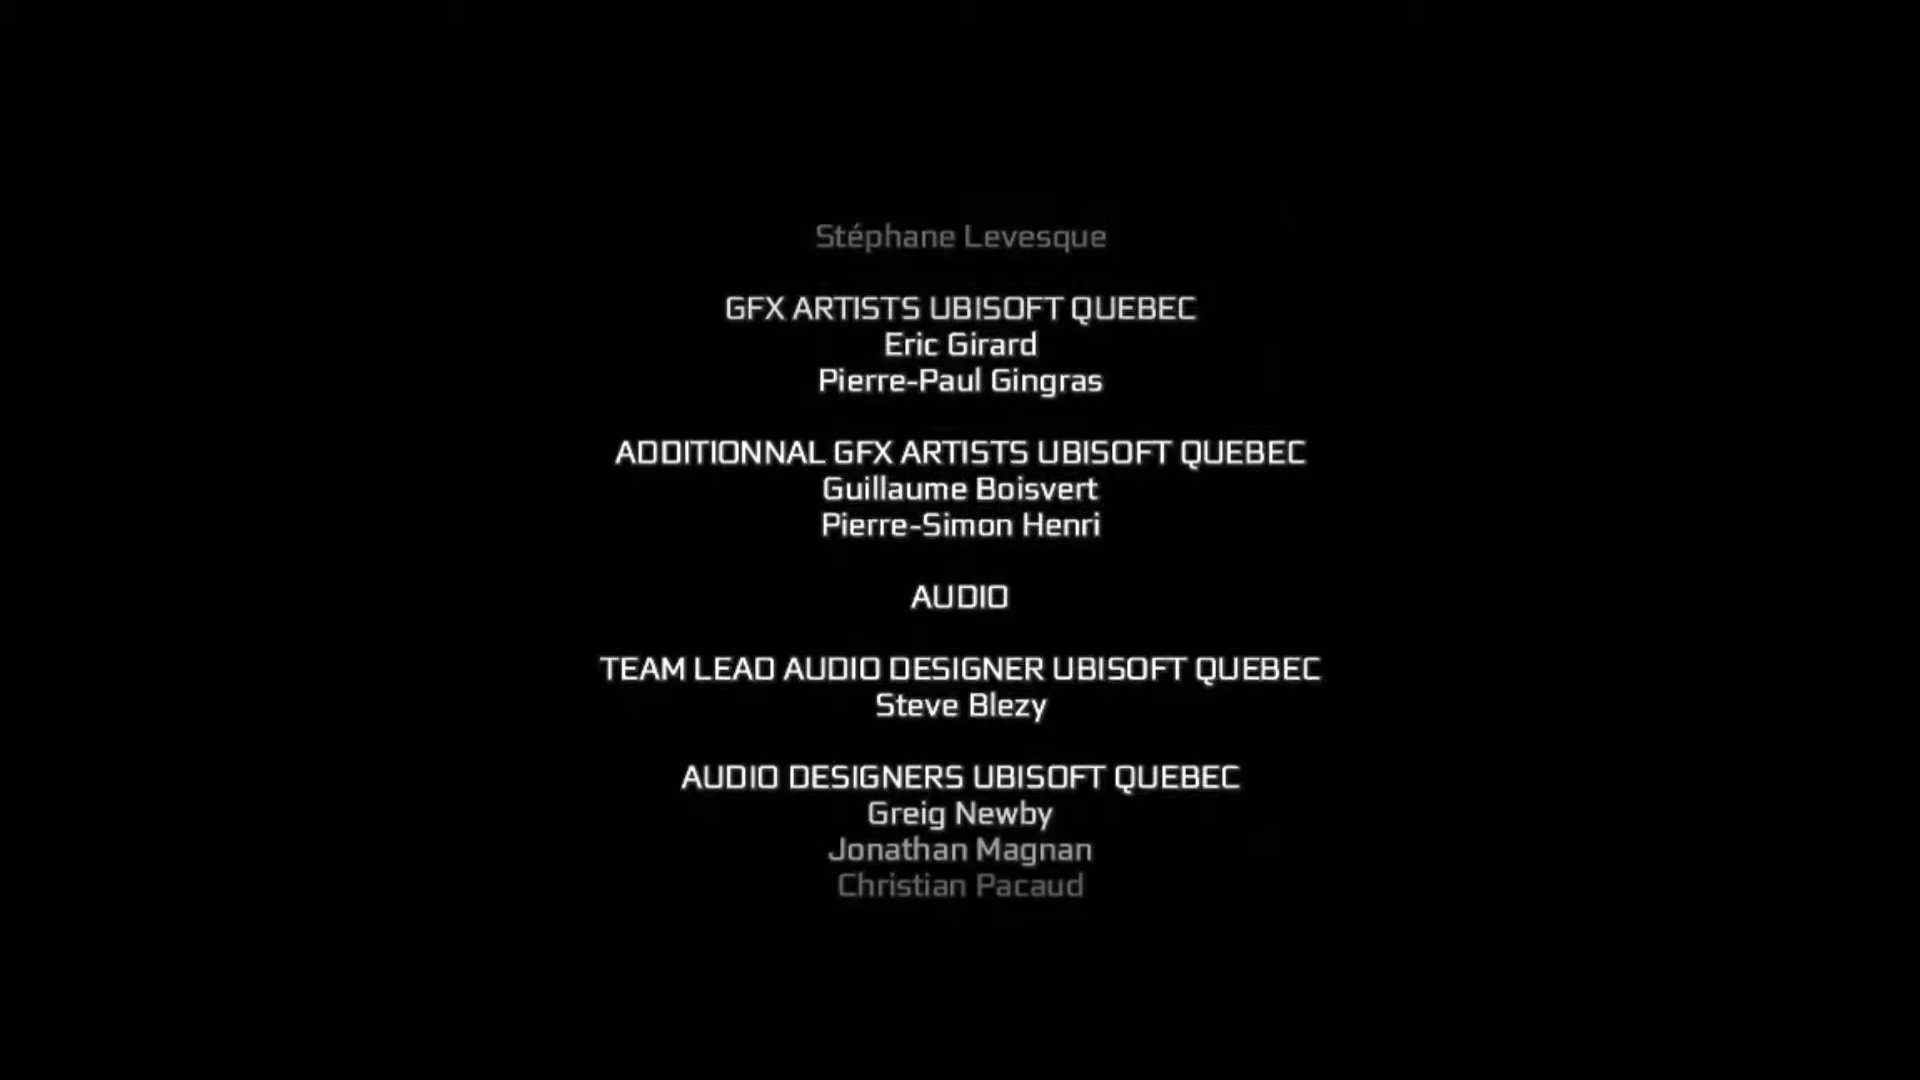 Stéphane Levesque
GFX ARTISTS UBISOFT QUEBEC
Eric Girard
Pierre-Paul Gingras
ADDITIONNAL GFX ARTISTS UBISOFT QUEBEC
Guillaume Boisvert
Pierre-Simon Henri
AUDIO
TEAM LEAD AUDIO DESIGNER UBISOFT QUEBEC
Steve Blezy
AUDIO DESIGNERS UBISOFT QUEBEC
Greig Newby
Jonathan Magnan
Christian Pacaud